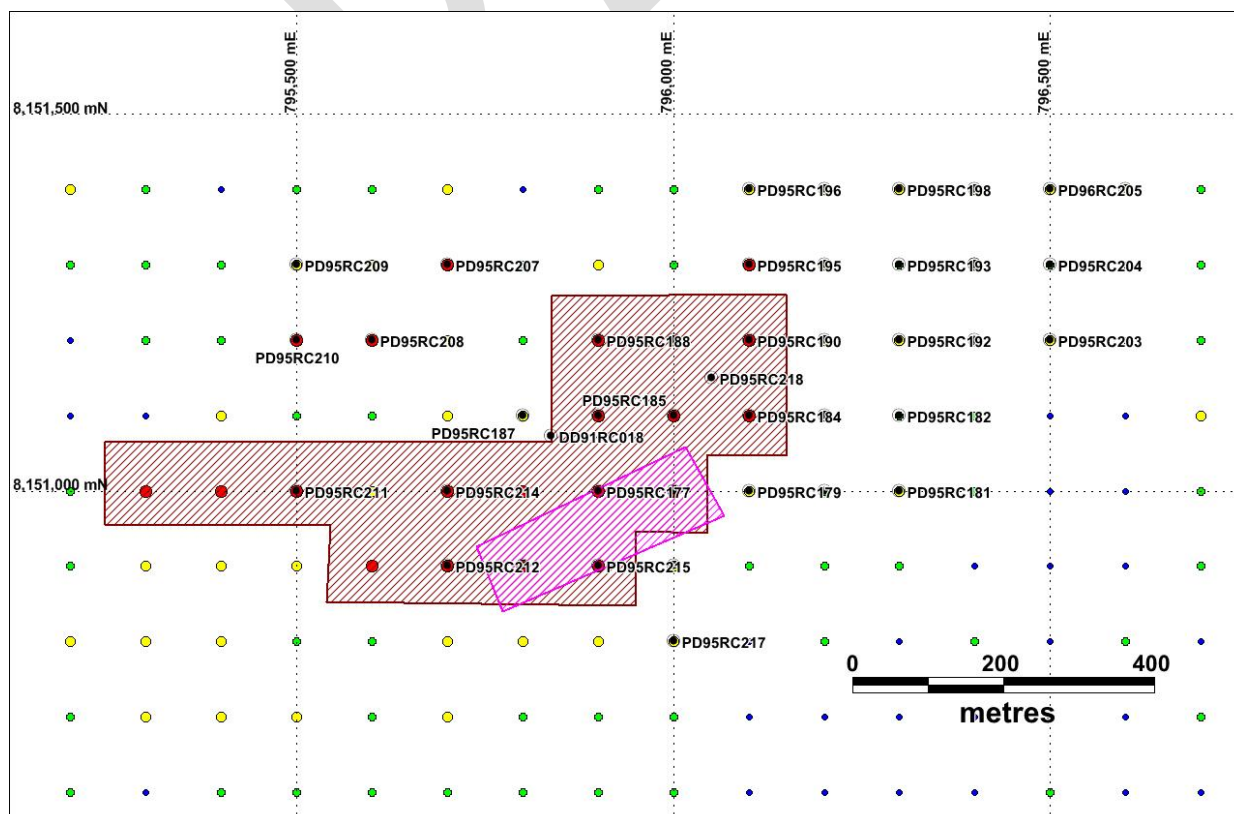 795,500 mE
796,000 mE
796,500 mE
8,151,500 mN
PD95RC196
PD95RC198
PD96RC205
PD95RC209
PD95RC207
PD95RC195
PD95RC193
PD95RC204
PD95RC210
PD95RC208
PD95RC188
PD95RC190
PD95RC192
PD95RC203
PD95RC218
PD95RC185
PD95RC184
PD95RC182
PD95RC187
DD91RC018
8,151,000 mN
PD95RC211
PD95RC214
PD95RC177
PD95RC179
PD95RC181
PD95RC212
PD95RC215
PD95RC217
0 200 400
metres